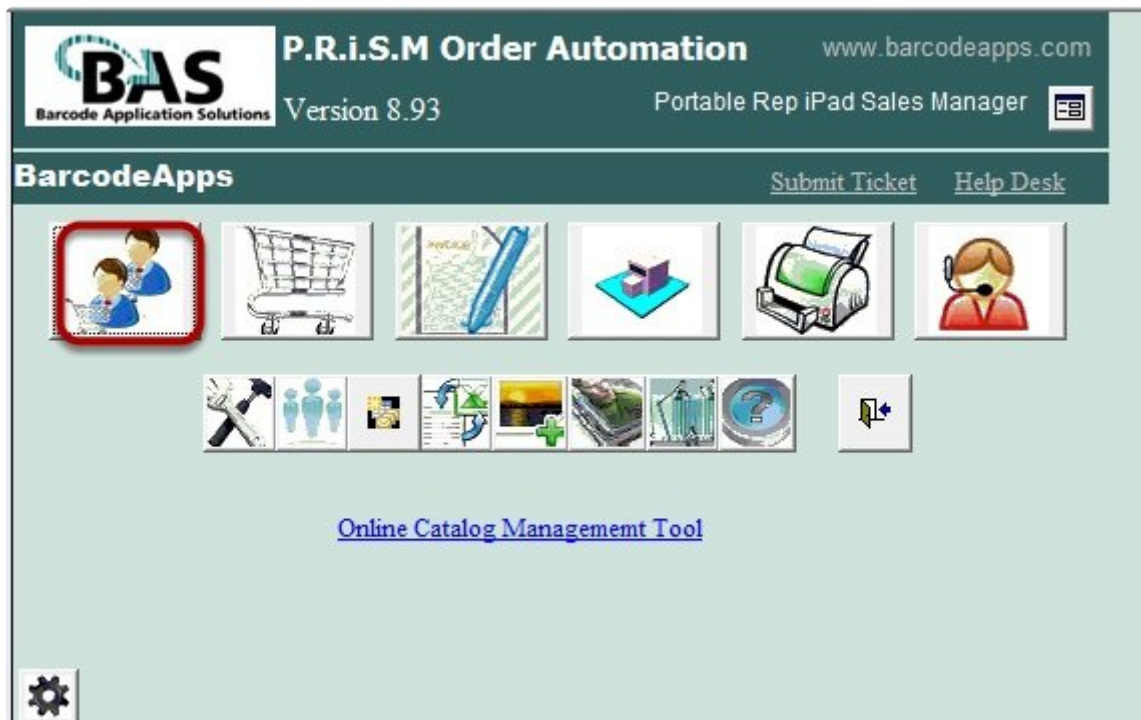 P.R.i.S.M Order Automation
www.barcodeapps.com
BAS
Barcode Application Solutions
Version 8.93
Portable Rep iPad Sales Manager
BarcodeApps
Submit Ticket
Help Desk
INVOICE
Online Catalog Managememt Tool